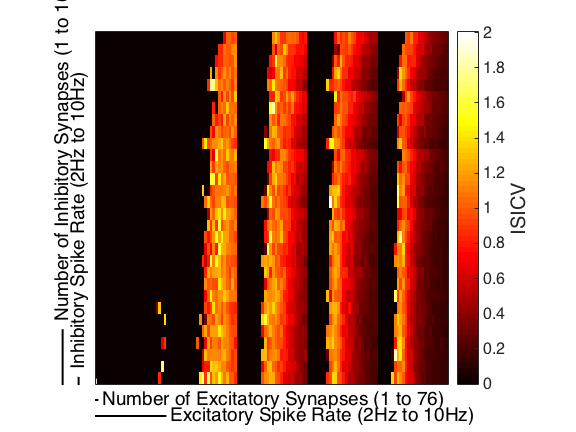 Number of Inhibitory Synapses (1 to
Inhibitory Spike Rate (2Hz to 10Hz)
2
1.8
1.6
1.4
1.2
1
0.8
0.6
0.4
0.2
0
ISICV
Number of Excitatory Synapses (1 to 76)
Excitatory Spike Rate (2Hz to 10Hz)